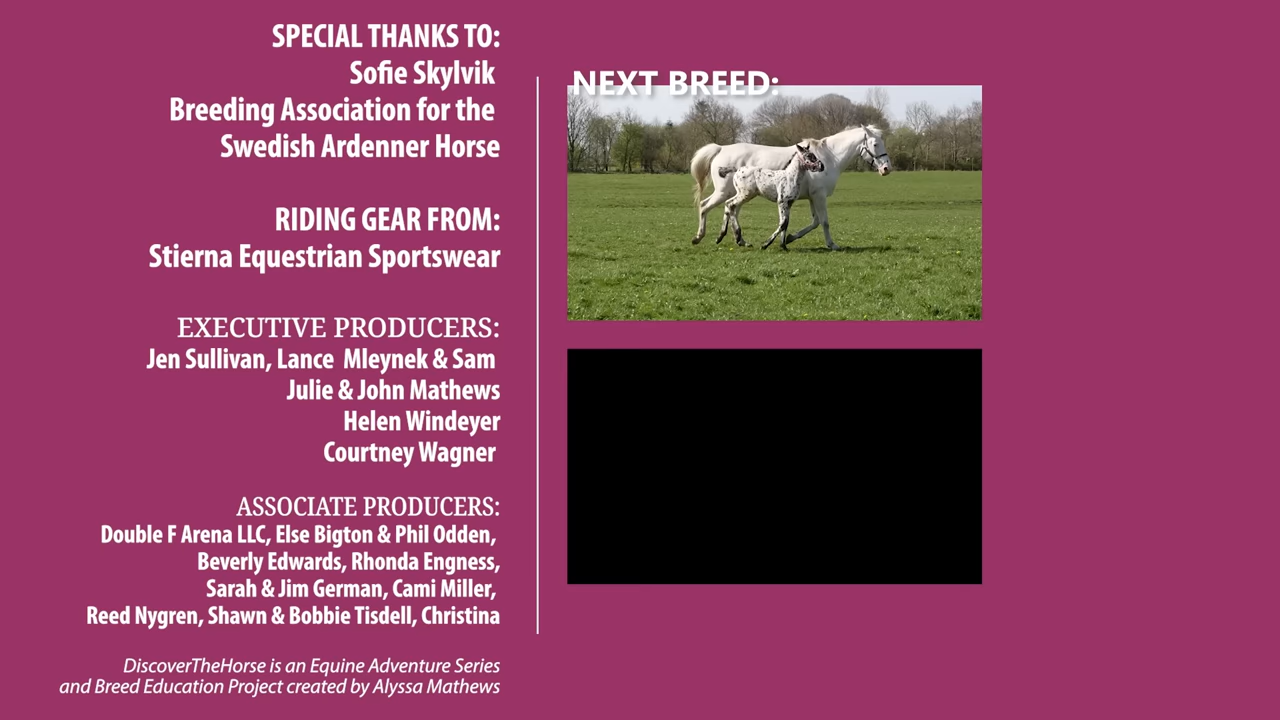 SPECIAL THANKS TO:
Sofie Skylvik
Breeding Association for the
Swedish Ardenner Horse
RIDING GEAR FROM:
Stierna Equestrian Sportswear
EXECUTIVE PRODUCERS:
Jen Sullivan, Lance Mleynek & Sam
Julie & John Mathews
Helen Windeyer
Courtney Wagner
ASSOCIATE PRODUCERS:
Double F Arena LLC, Else Bigton & Phil Odden,
Beverly Edwards, Rhonda Engness,
Sarah & Jim German, Cami Miller,
Reed Nygren, Shawn & Bobbie Tisdell, Christina
DiscoverTheHorse is an Equine Adventure Series
and Breed Education Project created by Alyssa Mathews
NEXT BREED: